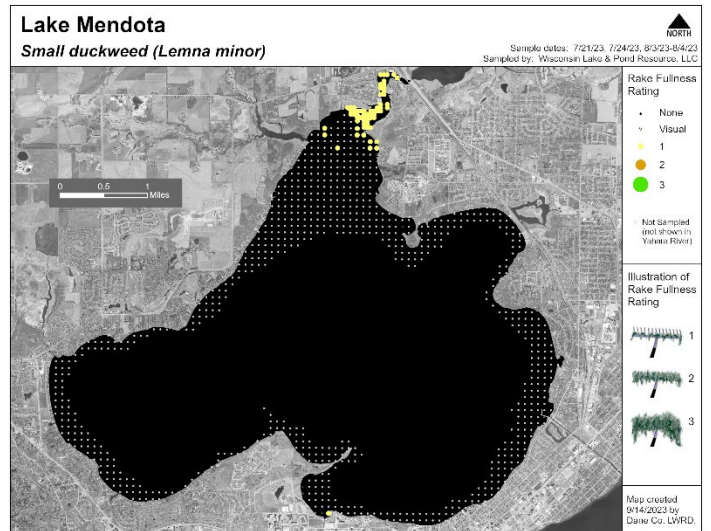 Lake Mendota
Small duckweed (Lemna minor)
NORTH
Sample dates: 7/21/23, 7/24/23, 8/3/23-8/4/23
Sampled by: Wisconsin Lake & Pond Resource, LLC
Rake Fullness
Rating
None
Visual
1
2
3
Not Sampled
(not shown in
Yahara River)
0 0.5 1
Miles
Illustration of
Rake Fullness
Rating
1
2
3
Map created
9/14/2023 by
Dane Co. LWRD.